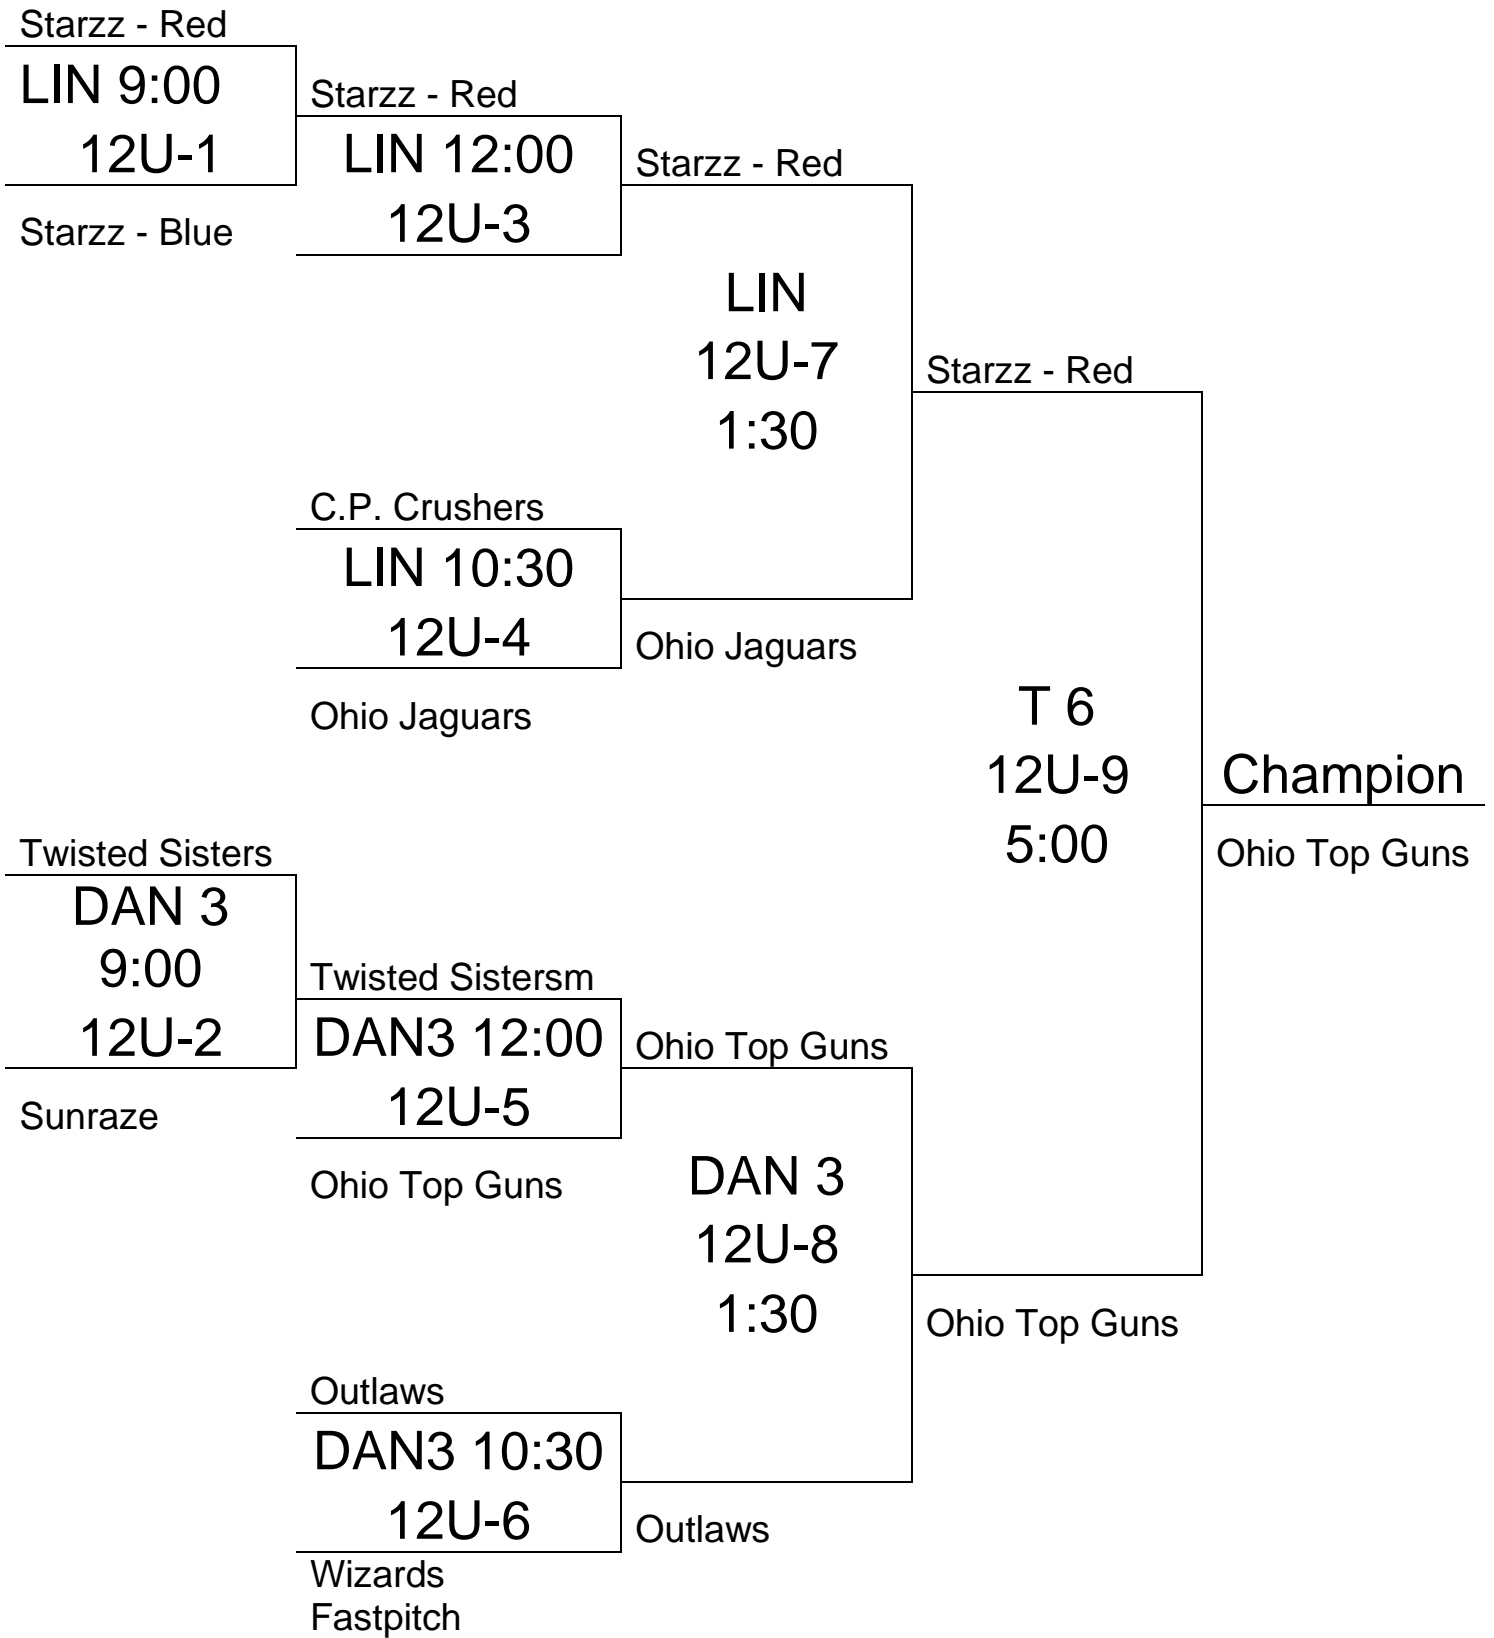 Starzz - Red
LIN 9:00
12U-1
Starzz - Blue
Starzz - Red
LIN 12:00
12U-3
Starzz - Red
LIN
12U-7
1:30
C.P. Crushers
LIN 10:30
12U-4
Ohio Jaguars
Ohio Jaguars
Starzz - Red
T 6
12U-9
5:00
Champion
Ohio Top Guns
Twisted Sisters
DAN 3
9:00
12U-2
Sunraze
Twisted Sistersm
DAN3 12:00
12U-5
Ohio Top Guns
Ohio Top Guns
DAN 3
12U-8
1:30
Ohio Top Guns
Outlaws
DAN3 10:30
12U-6
Wizards
Fastpitch
Outlaws